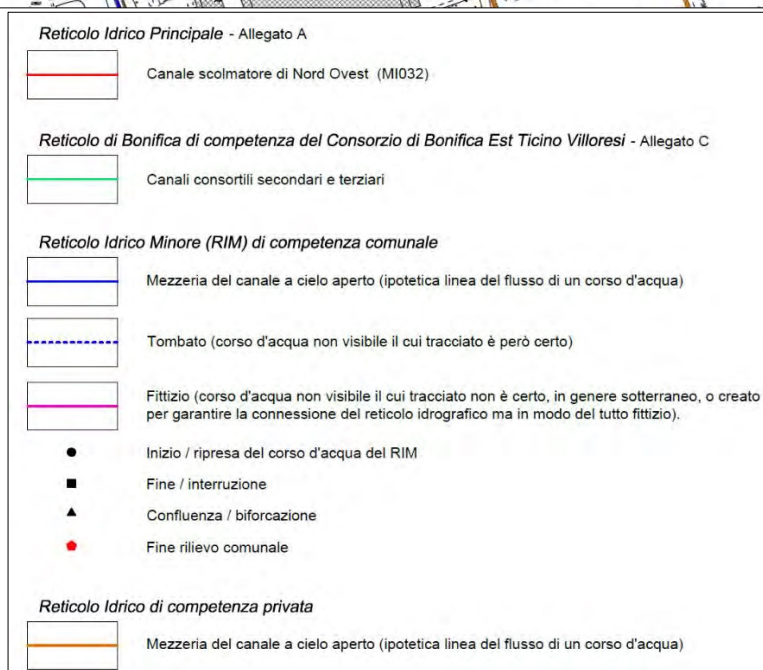 Reticolo Idrico Principale - Allegato A
Canale scolmatore di Nord Ovest (MI032)
Reticolo di Bonifica di competenza del Consorzio di Bonifica Est Ticino Villoresi - Allegato C
Canali consortili secondari e terziari
Reticolo Idrico Minore (RIM) di competenza comunale
Mezzeria del canale a cielo aperto (ipotetica linea del flusso di un corso d'acqua)
Tombato (corso d'acqua non visibile il cui tracciato è però certo)
Fittizio (corso d'acqua non visibile il cui tracciato non è certo, in genere sotterraneo, o creato
per garantire la connessione del reticolo idrografico ma in modo del tutto fittizio).
Inizio / ripresa del corso d'acqua del RIM
Fine / interruzione
Confluenza / biforcazione
Fine rilievo comunale
Reticolo Idrico di competenza privata
Mezzeria del canale a cielo aperto (ipotetica linea del flusso di un corso d'acqua)